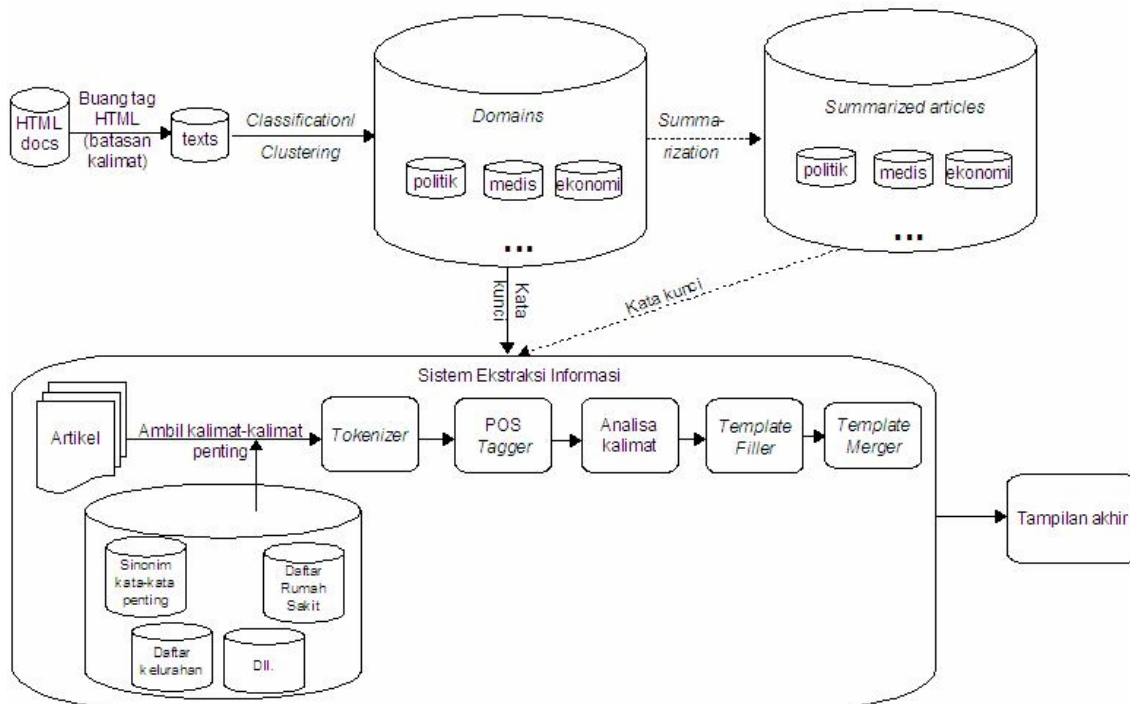 HTML
docs
Buang tag
HTML
(batasan
kalimat)
texts
Classificationl
Clustering
Domains
politik
medis
ekonomi
...
Summa-
rization
Summarized articles
politik
medis
ekonomi
...
Kata
kunci
Kata kunci
Sistem Ekstraksi Informasi
Artikel
Ambil kalimat-kalimat
penting
Tokenizer
POS
Tagger
Analisa
kalimat
Template
Filler
Template
Merger
Tampilan akhir
Sinonim
kata-kata
penting
Daftar
Rumah
Sakit
Daftar
kelurahan
Dll.